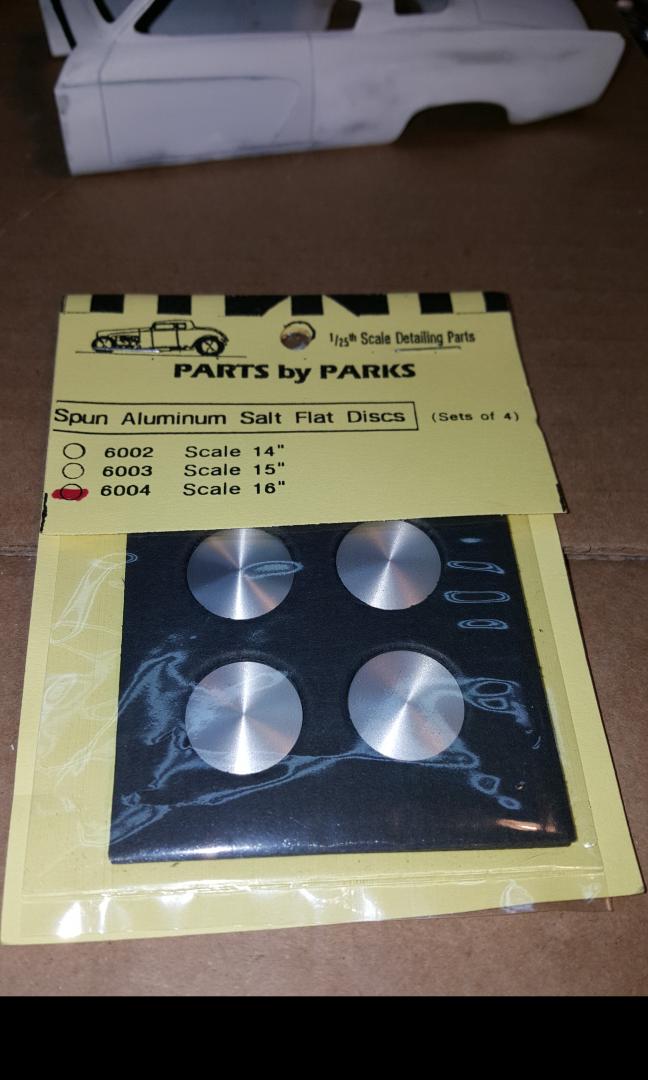 1/25th Scale Detailing Parts
PARTS by PARKS
Spun Aluminum Salt Flat Discs (Sets of 4)
6002 Scale 14"
6003 Scale 15"
6004 Scale 16"